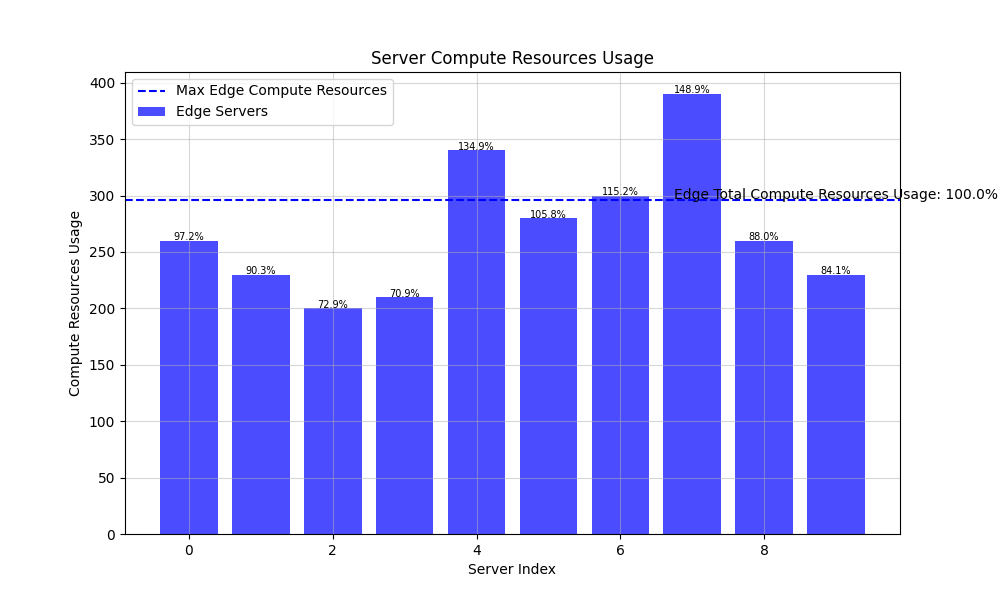 Server Compute Resources Usage
Max Edge Compute Resources
Edge Servers
Compute Resources Usage
400
350
300
250
200
150
100
50
0
97.2%
90.3%
72.9%
70.9%
134.9%
105.8%
115.2%
148.9%
88.0%
84.1%
Edge Total Compute Resources Usage: 100.0%
0 2 4 6 8
Server Index